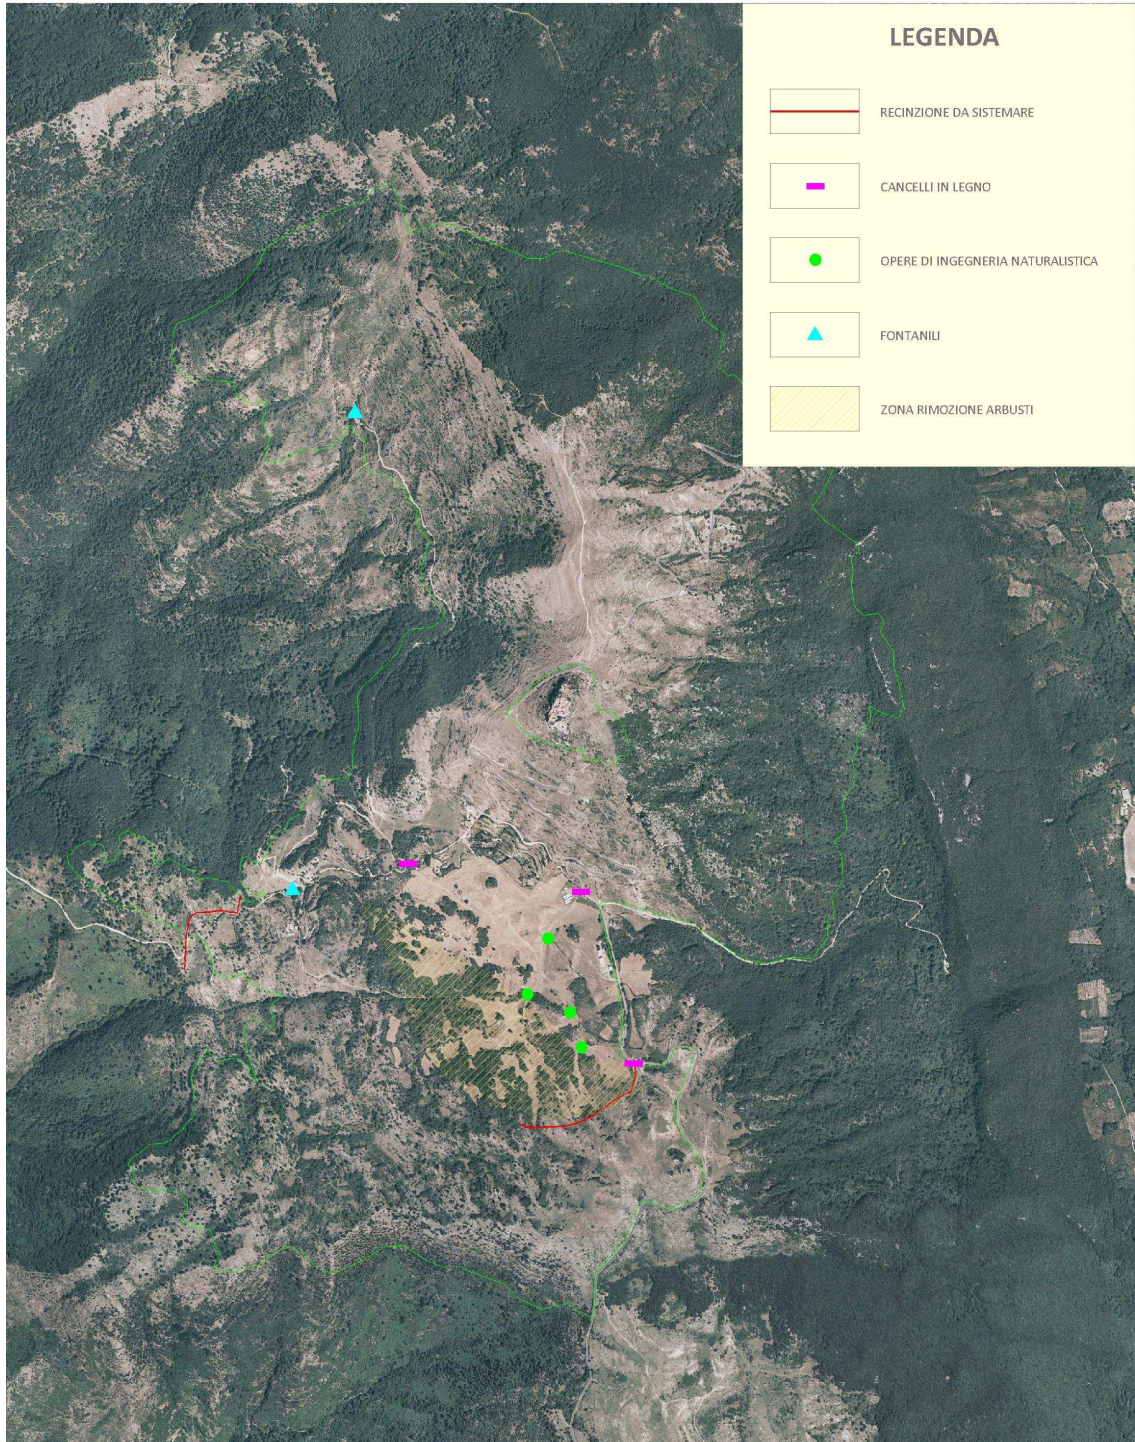 LEGENDA
RECINZIONE DA SISTEMARE
CANCELLI IN LEGNO
OPERE DI INGEGNERIA NATURALISTICA
FONTANILI
ZONA RIMOZIONE ARBUSTI